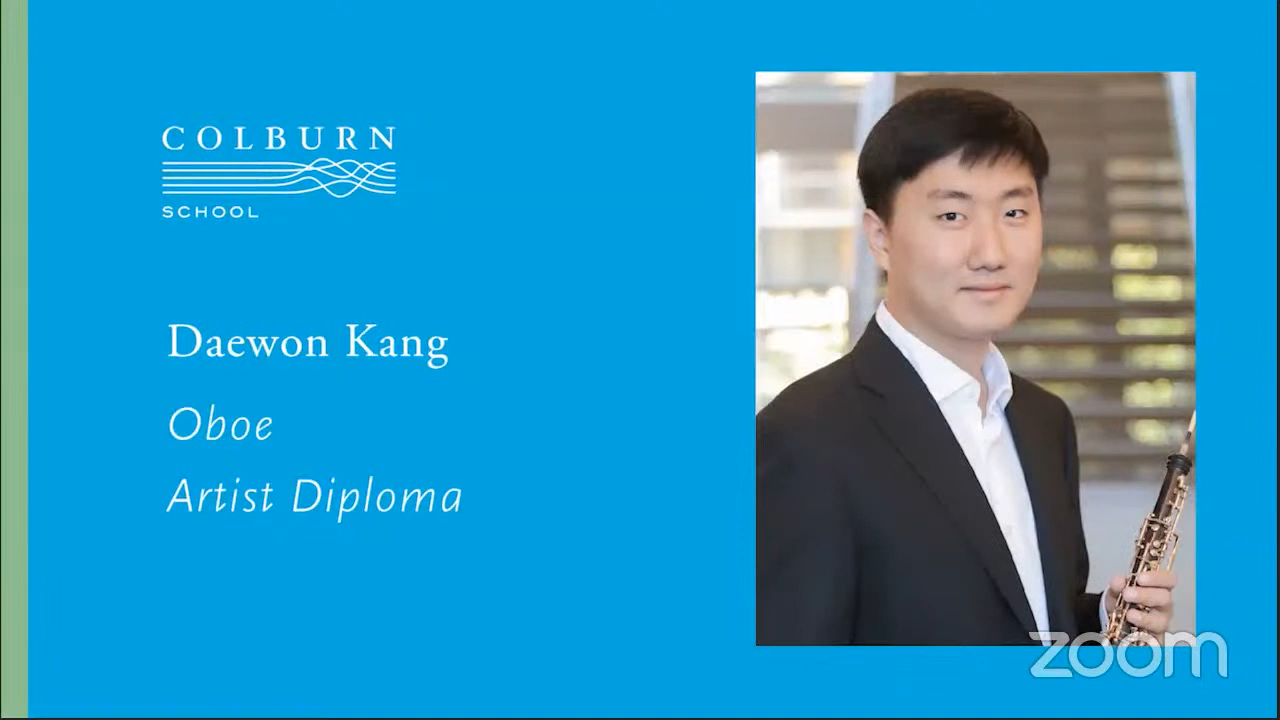 COLBURN
SCHOOL
Daewon Kang
Oboe
Artist Diploma
zoom